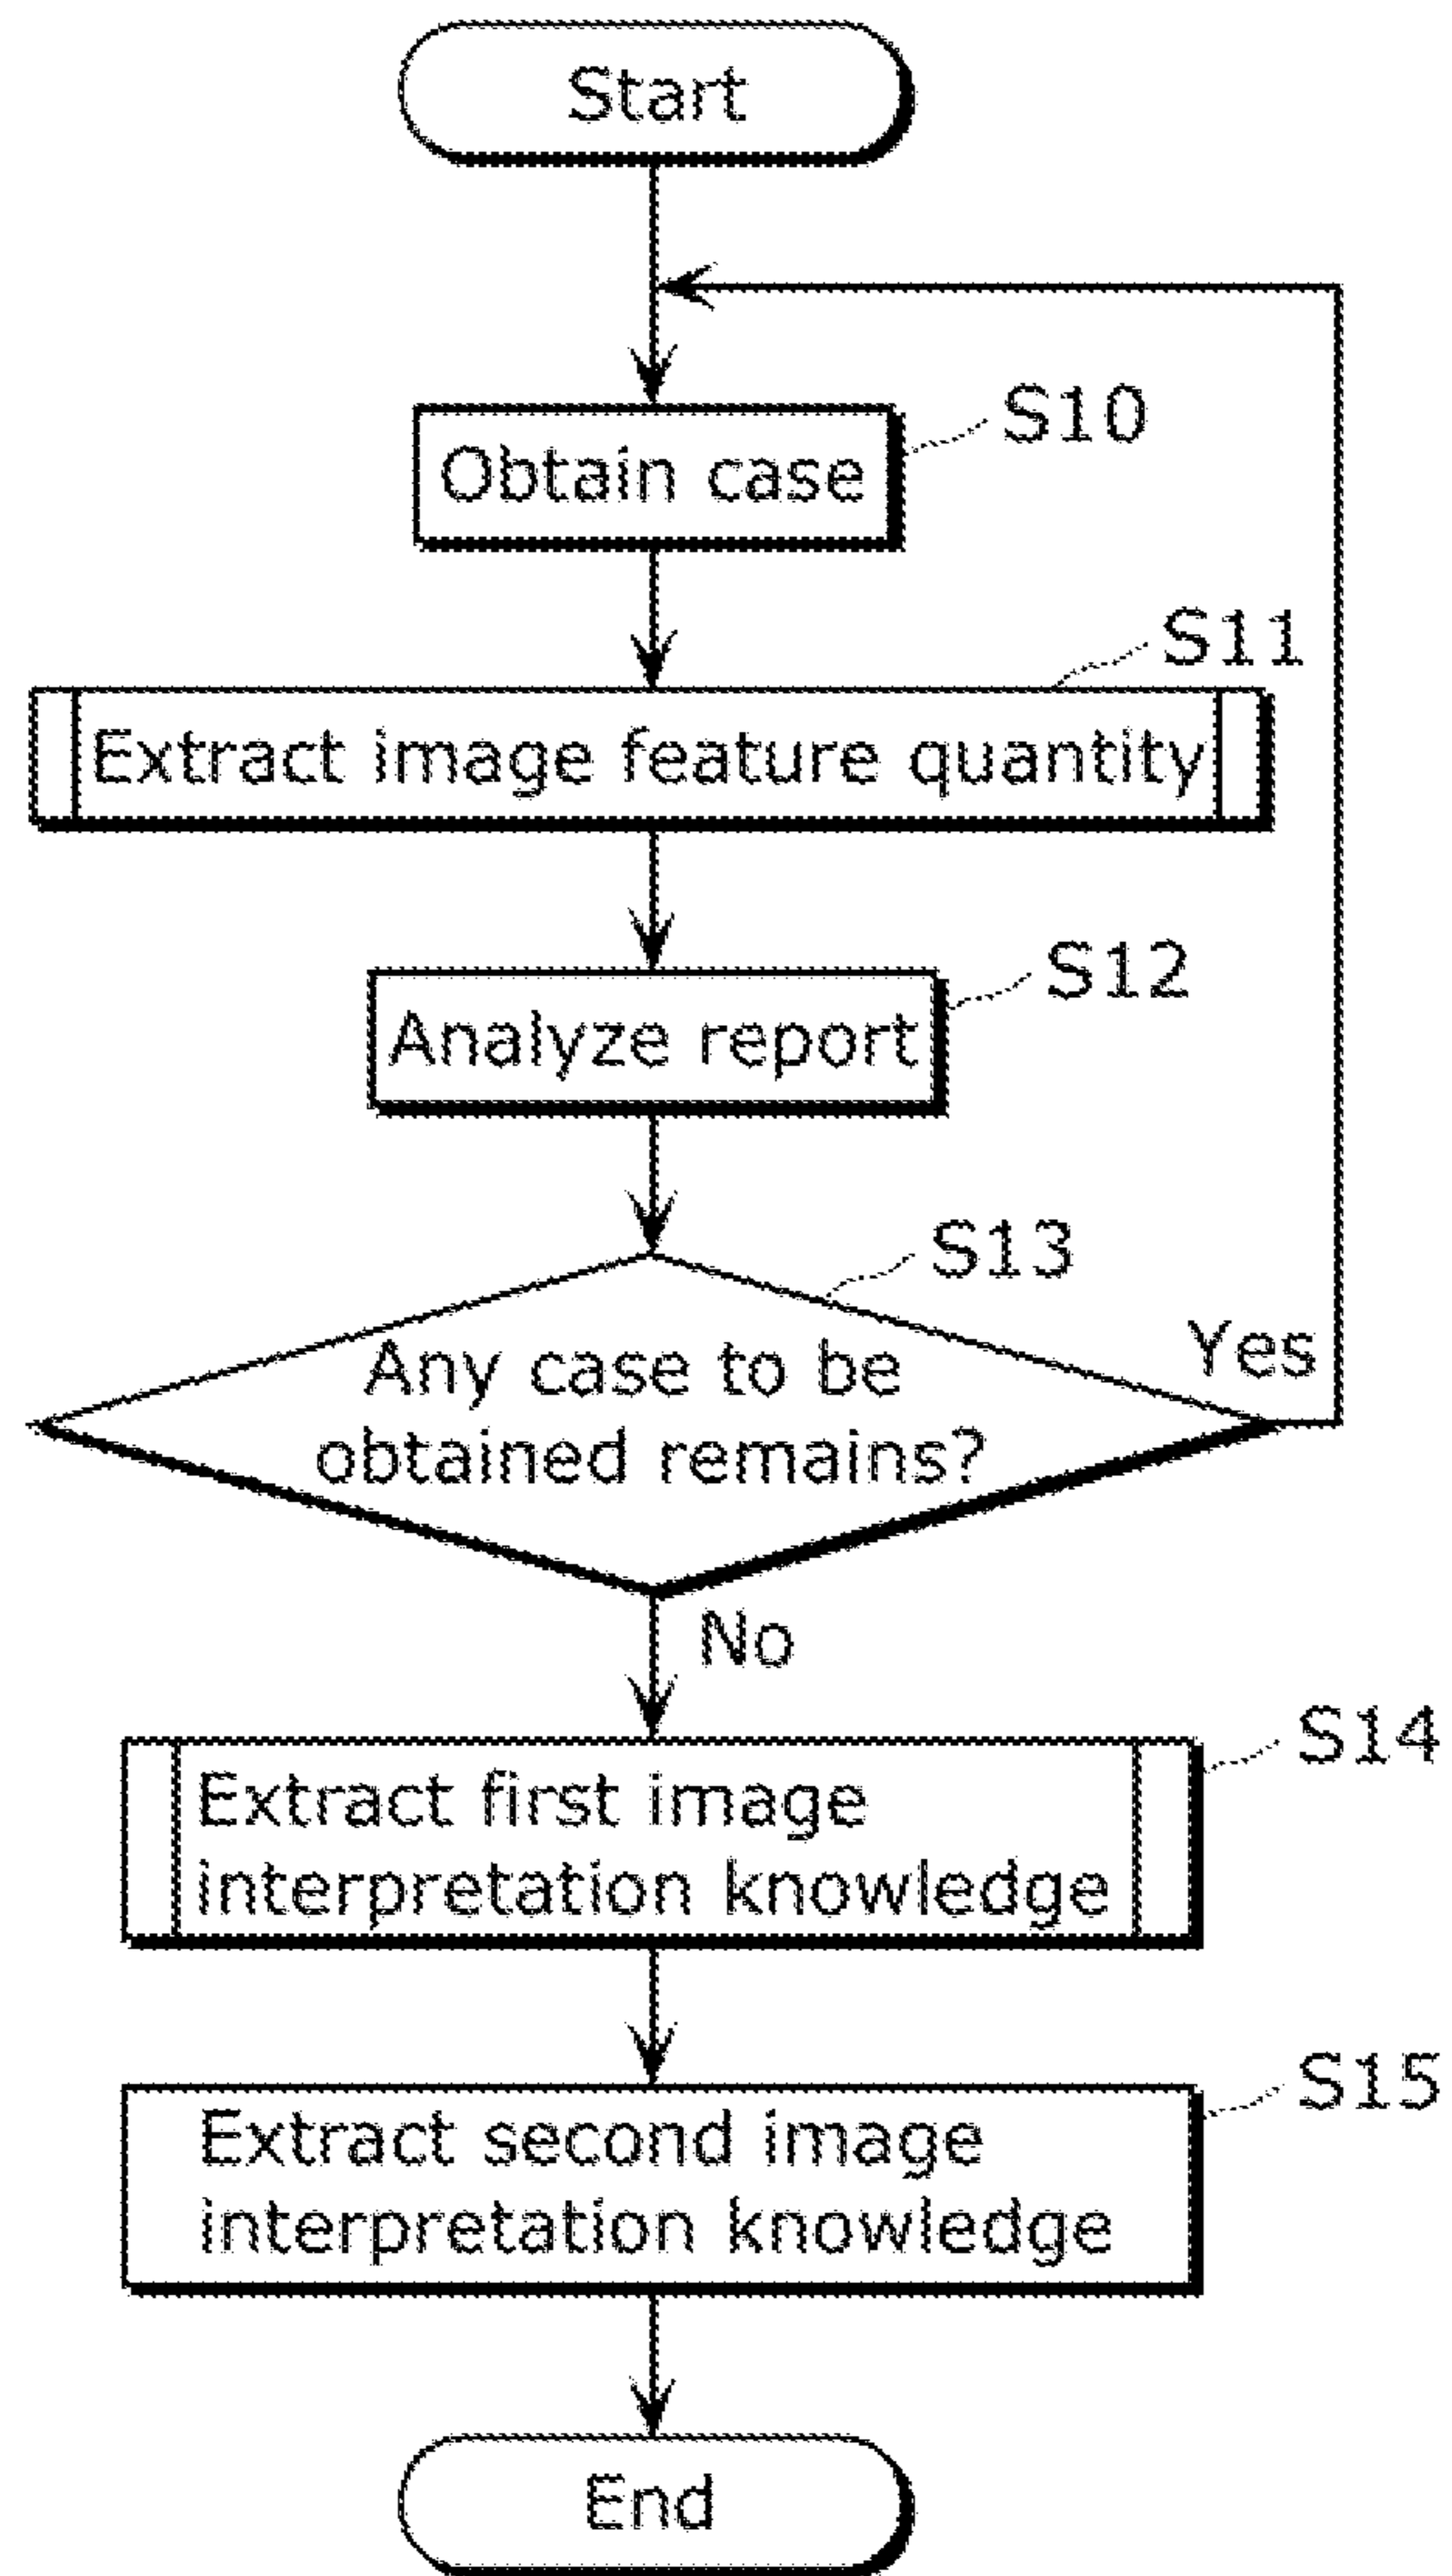 Start
S10
Obtain case
S11
Extract image feature quantity
S12
Analyze report
S13
Any case to be
obtained remains?
Yes
No
S14
Extract first image
interpretation knowledge
S15
Extract second image
interpretation knowledge
End